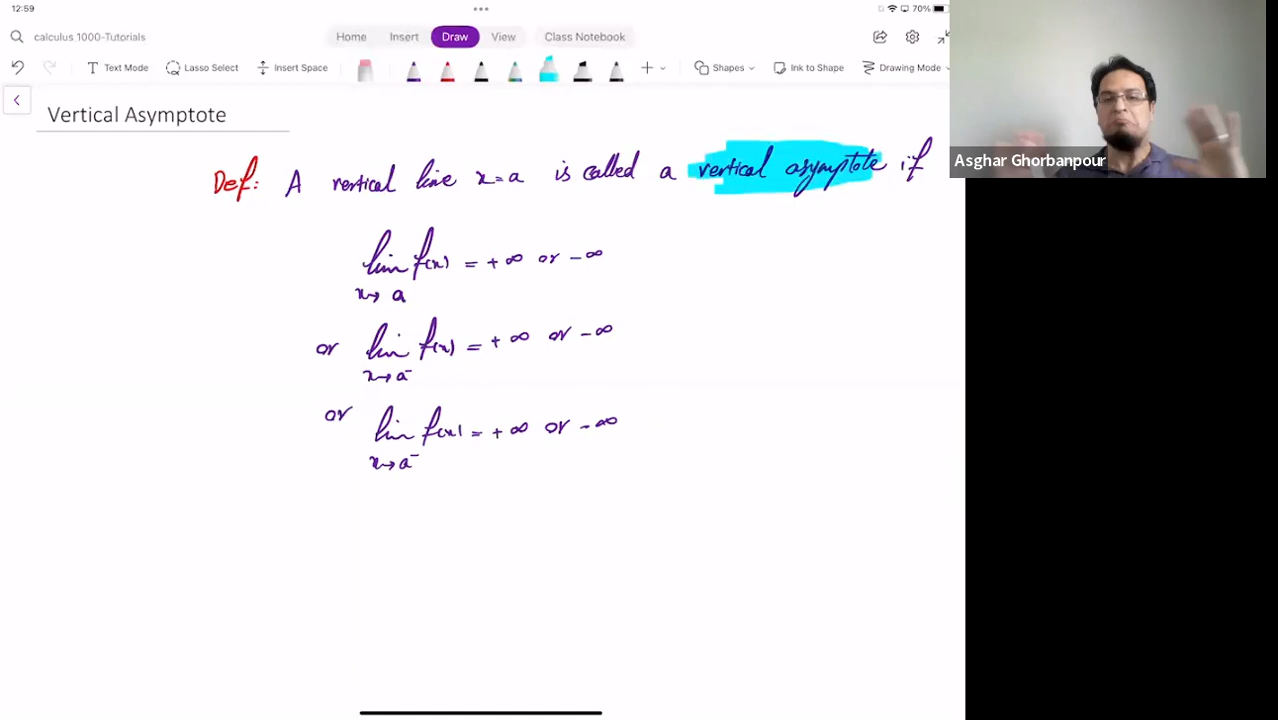 12:59
70%
calculus 1000-Tutorials
Home Insert Draw View Class Notebook
Text Mode Lasso Select Insert Space Shapes Ink to Shape Drawing Mode
Vertical Asymptote
Asghar Ghorbanpour
Def: A vertical line x=a is called a vertical asymptote if
lim f(x) = +∞ or -∞
x→a
or lim f(x) = +∞ or -∞
x→a⁻
or lim f(x) = +∞ or -∞
x→a⁻